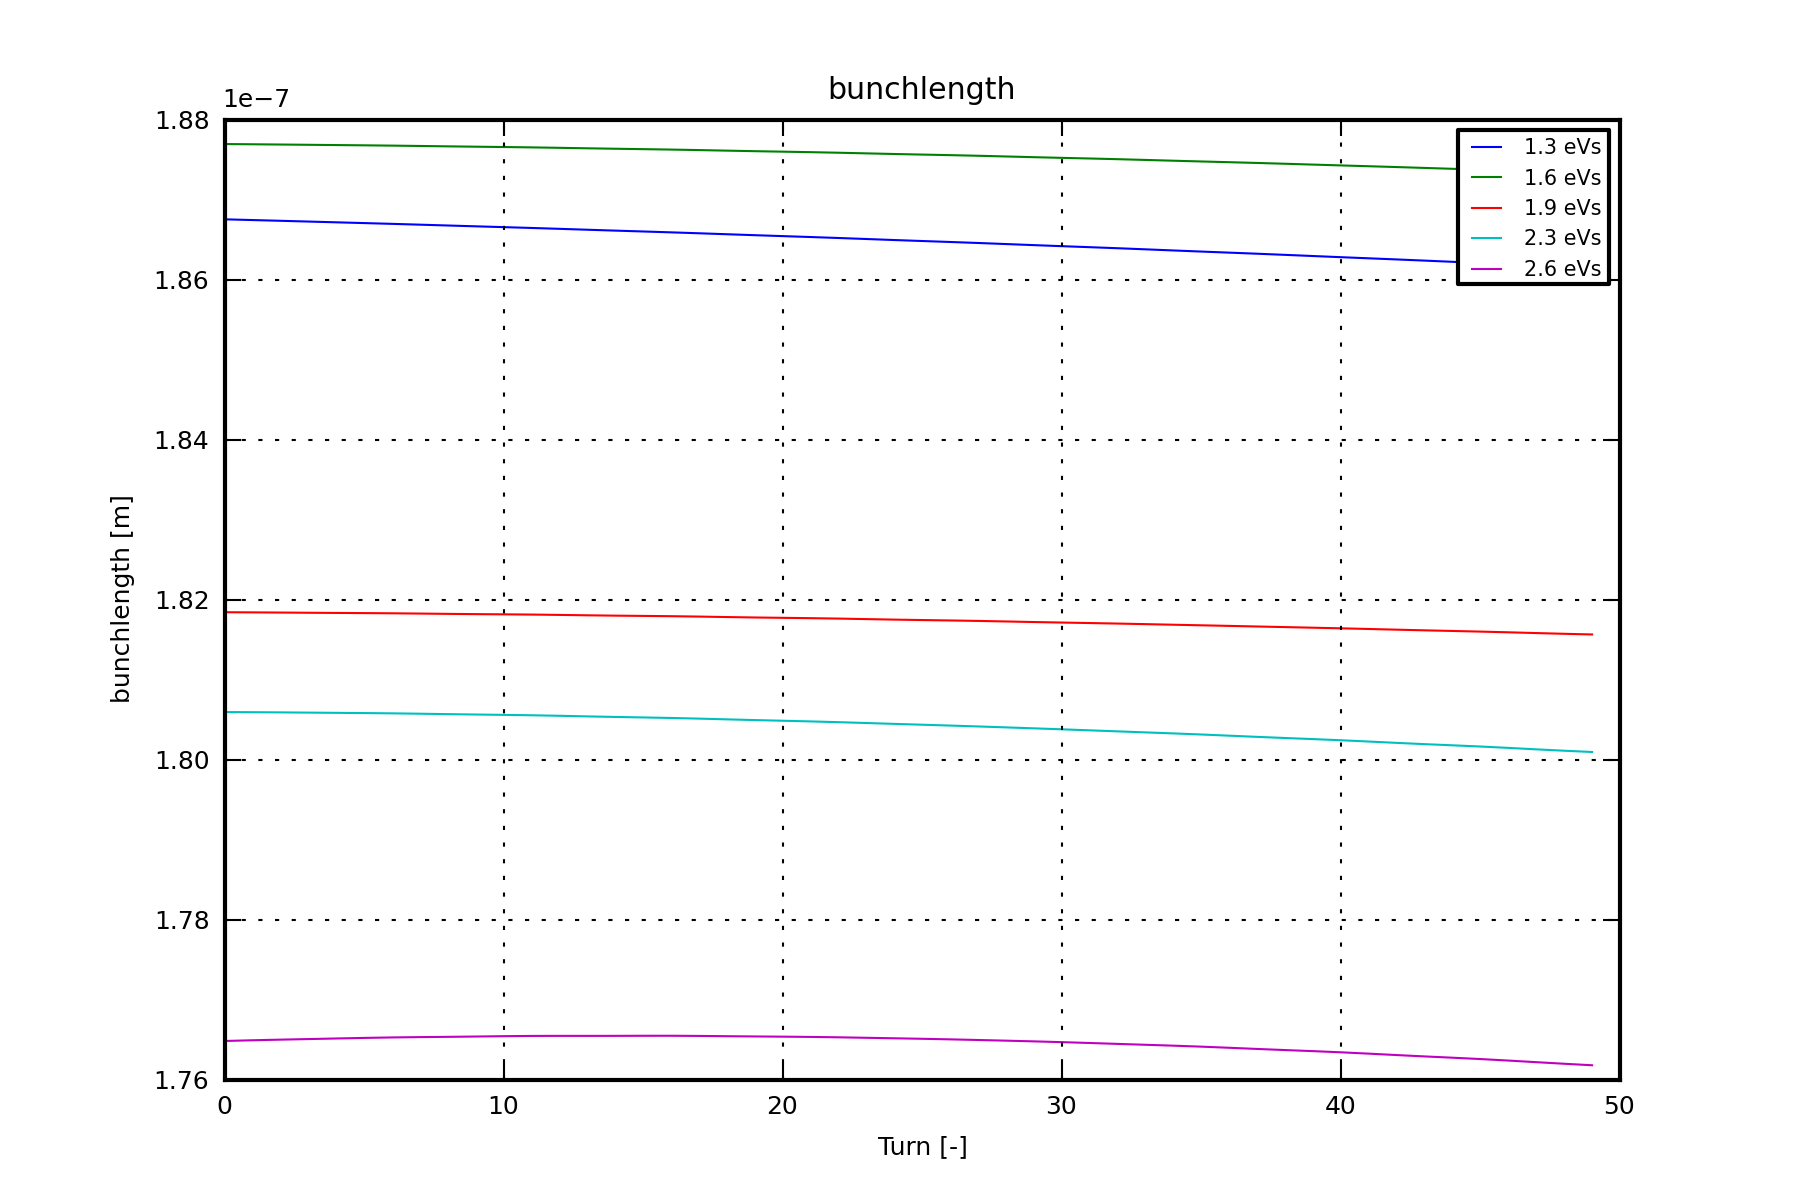 bunchlength
1e−7
1.88
1.86
1.84
1.82
1.80
1.78
1.76
bunchlength [m]
1.3 eVs
1.6 eVs
1.9 eVs
2.3 eVs
2.6 eVs
0 10 20 30 40 50
Turn [-]